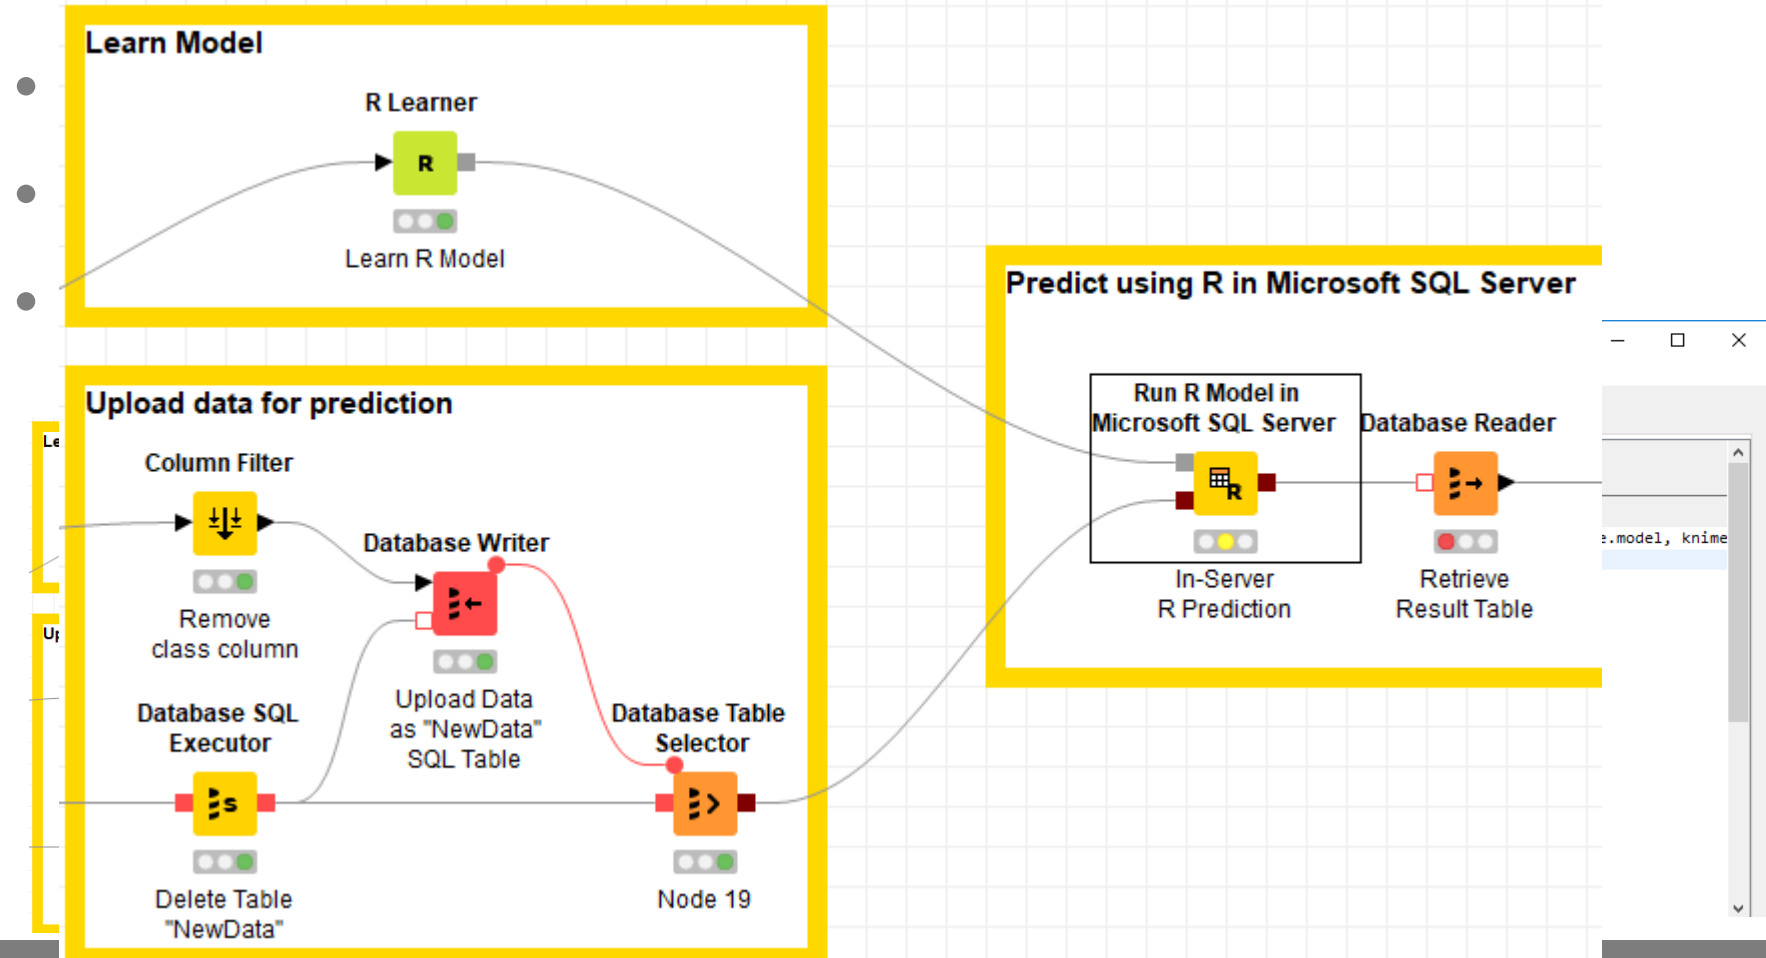 Learn Model
R Learner
R
Learn R Model
Upload data for prediction
Column Filter
Remove
class column
Database Writer
Upload Data
as "NewData"
SQL Table
Database SQL
Executor
s
Delete Table
"NewData"
Database Table
Selector
Node 19
Predict using R in Microsoft SQL Server
Run R Model in
Microsoft SQL Server
R
In-Server
R Prediction
Database Reader
Retrieve
Result Table
Le
Up
e.model, knime